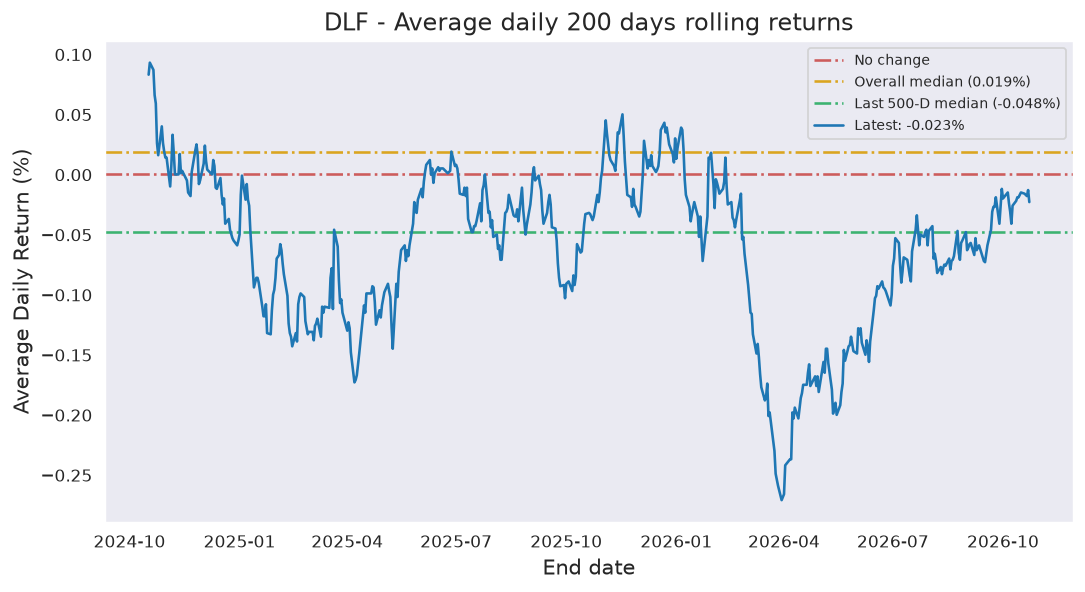 DLF - Average daily 200 days rolling returns
No change
Overall median (0.019%)
Last 500-D median (-0.048%)
Latest: -0.023%
Average Daily Return (%)
0.10
0.05
0.00
−0.05
−0.10
−0.15
−0.20
−0.25
2024-10 2025-01 2025-04 2025-07 2025-10 2026-01 2026-04 2026-07 2026-10
End date